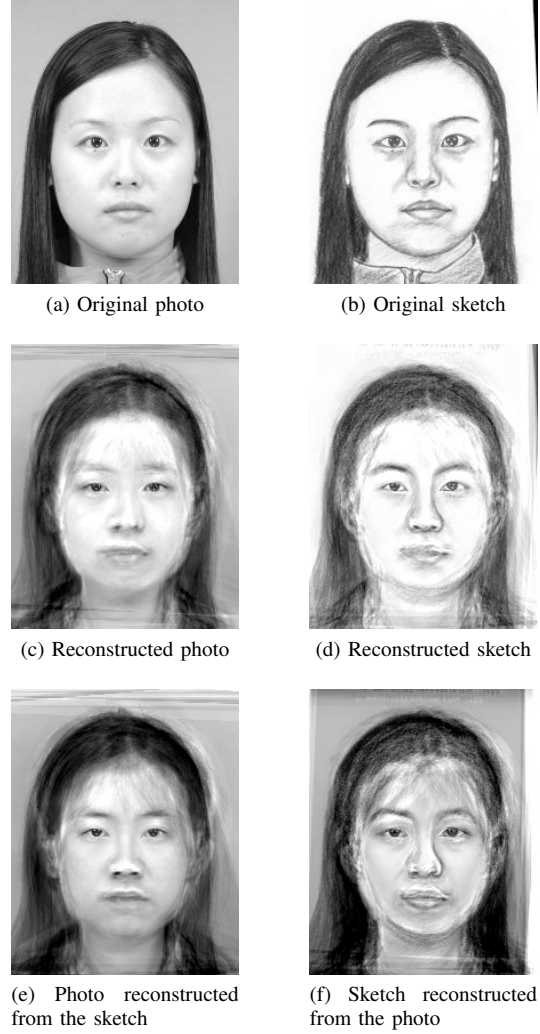 (a) Original photo
(b) Original sketch
(c) Reconstructed photo
(d) Reconstructed sketch
(e) Photo reconstructed
from the sketch
(f) Sketch reconstructed
from the photo